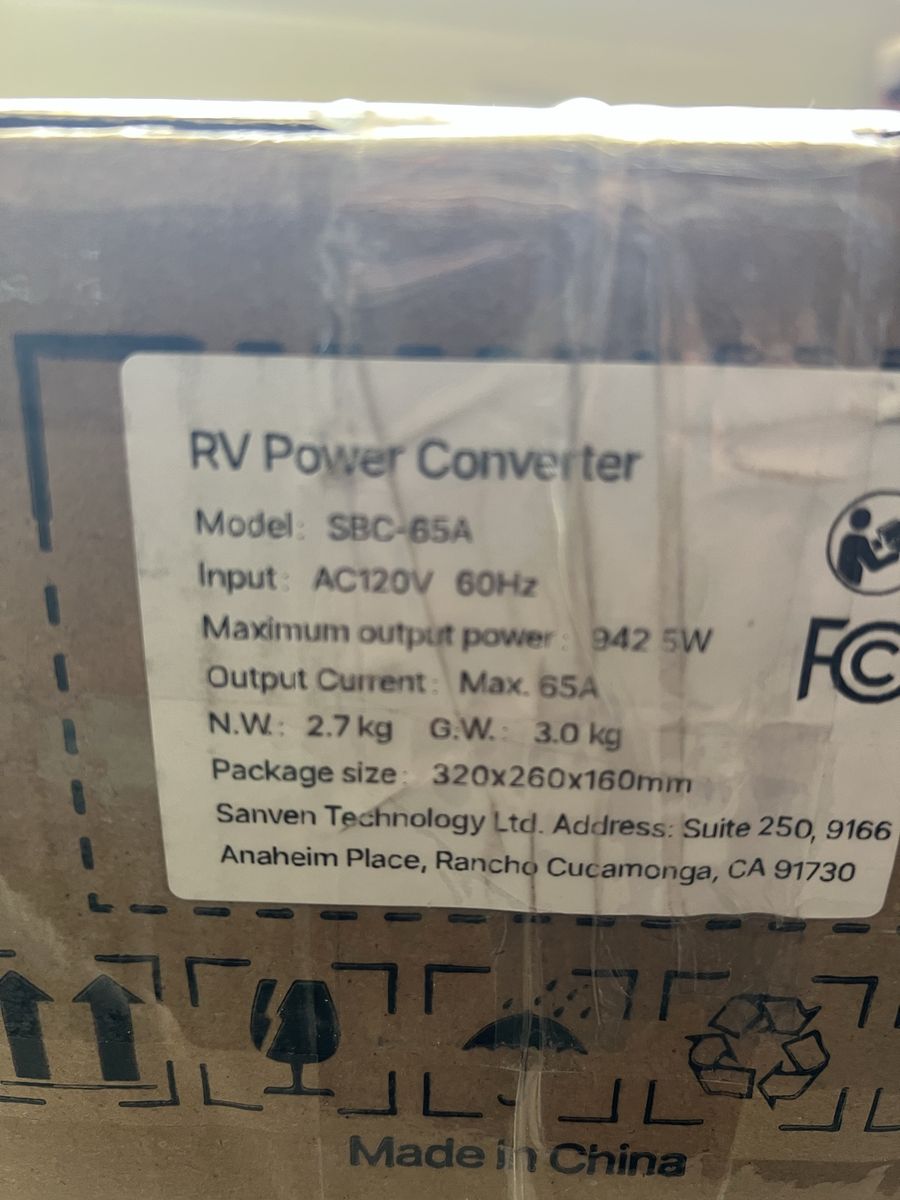 RV Power Converter
Model: SBC-65A
Input: AC120V 60Hz
Maximum output power: 942.5W
Output Current: Max. 65A
N.W.: 2.7 kg G.W.: 3.0 kg
Package size: 320x260x160mm
Sanven Technology Ltd. Address: Suite 250, 9166
Anaheim Place, Rancho Cucamonga, CA 91730
FC
Made in China